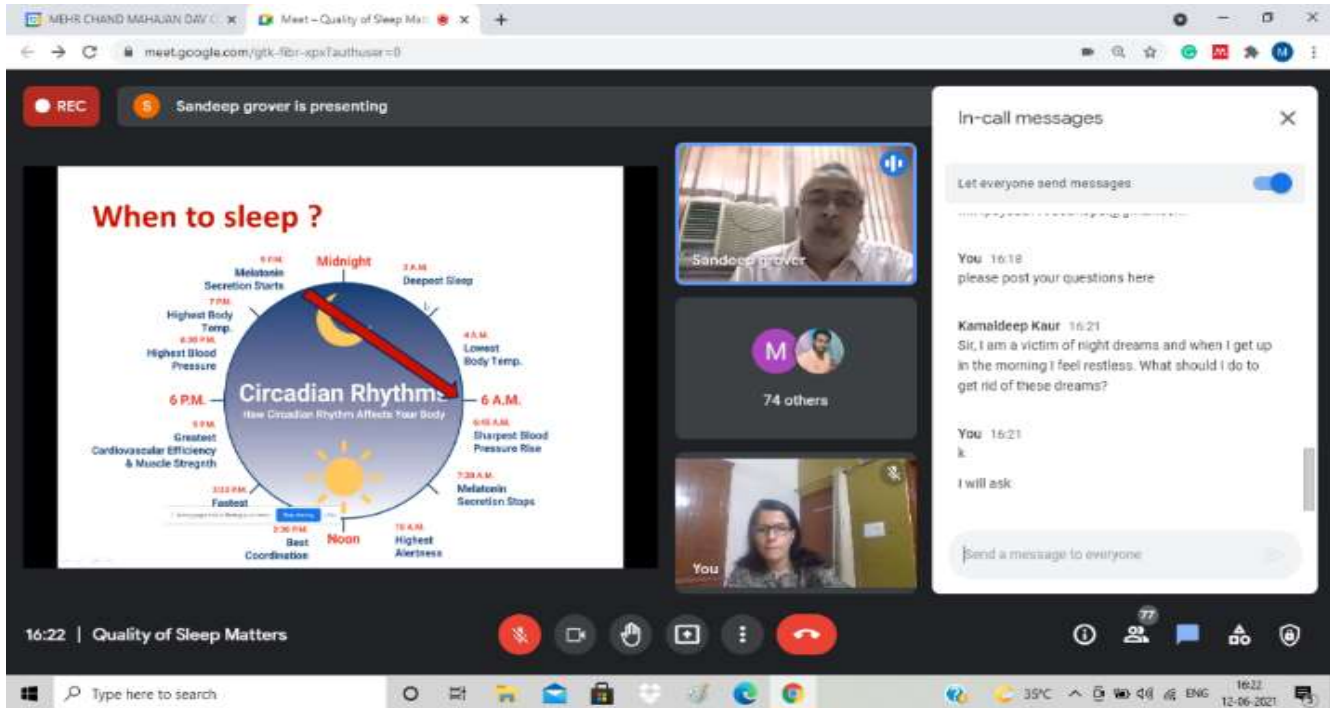 MEHR CHAND MAHAJAN DAV C
Meet – Quality of Sleep Mat
meet.google.com/gtk-fibr-xpx?authuser=0
M
REC
S Sandeep grover is presenting
When to sleep ?
Midnight
9 P.M.
Melatonin
Secretion Starts
2 A.M.
Deepest Sleep
7 P.M.
Highest Body
Temp.
4 A.M.
Lowest
Body Temp.
6:30 P.M.
Highest Blood
Pressure
Circadian Rhythms
How Circadian Rhythm Affects Your Body
6 P.M.
6 A.M.
5 P.M.
Greatest
Cardiovascular Efficiency
& Muscle Stregnth
6:45 A.M.
Sharpest Blood
Pressure Rise
7:30 A.M.
Melatonin
Secretion Stops
Fastest
2:30 P.M.
Best
Coordination
Noon
10 A.M.
Highest
Alertness
Sandeep grover
M
74 others
You
In-call messages
Let everyone send messages
You 16:18
please post your questions here
Kamaldeep Kaur 16:21
Sir, I am a victim of night dreams and when I get up
in the morning I feel restless. What should I do to
get rid of these dreams?
You 16:21
k
I will ask
Send a message to everyone
16:22 | Quality of Sleep Matters
77
Type here to search
35°C
ENG
16:22
12-06-2021